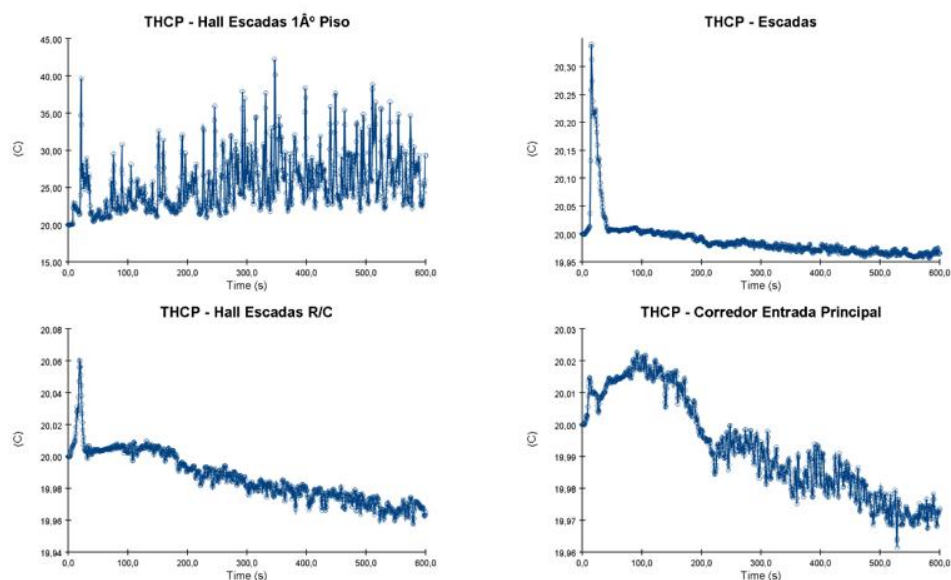 THCP - Hall Escadas 1Âº Piso
45,00
40,00
35,00
30,00
25,00
20,00
15,00
(C)
0,0 100,0 200,0 300,0 400,0 500,0 600,0
Time (s)
THCP - Escadas
20,35
20,30
20,25
20,20
20,15
20,10
20,05
20,00
19,95
(C)
0,0 100,0 200,0 300,0 400,0 500,0 600,0
Time (s)
THCP - Hall Escadas R/C
20,08
20,06
20,04
20,02
20,00
19,98
19,96
19,94
(C)
0,0 100,0 200,0 300,0 400,0 500,0 600,0
Time (s)
THCP - Corredor Entrada Principal
20,03
20,02
20,01
20,00
19,99
19,98
19,97
19,96
(C)
0,0 100,0 200,0 300,0 400,0 500,0 600,0
Time (s)